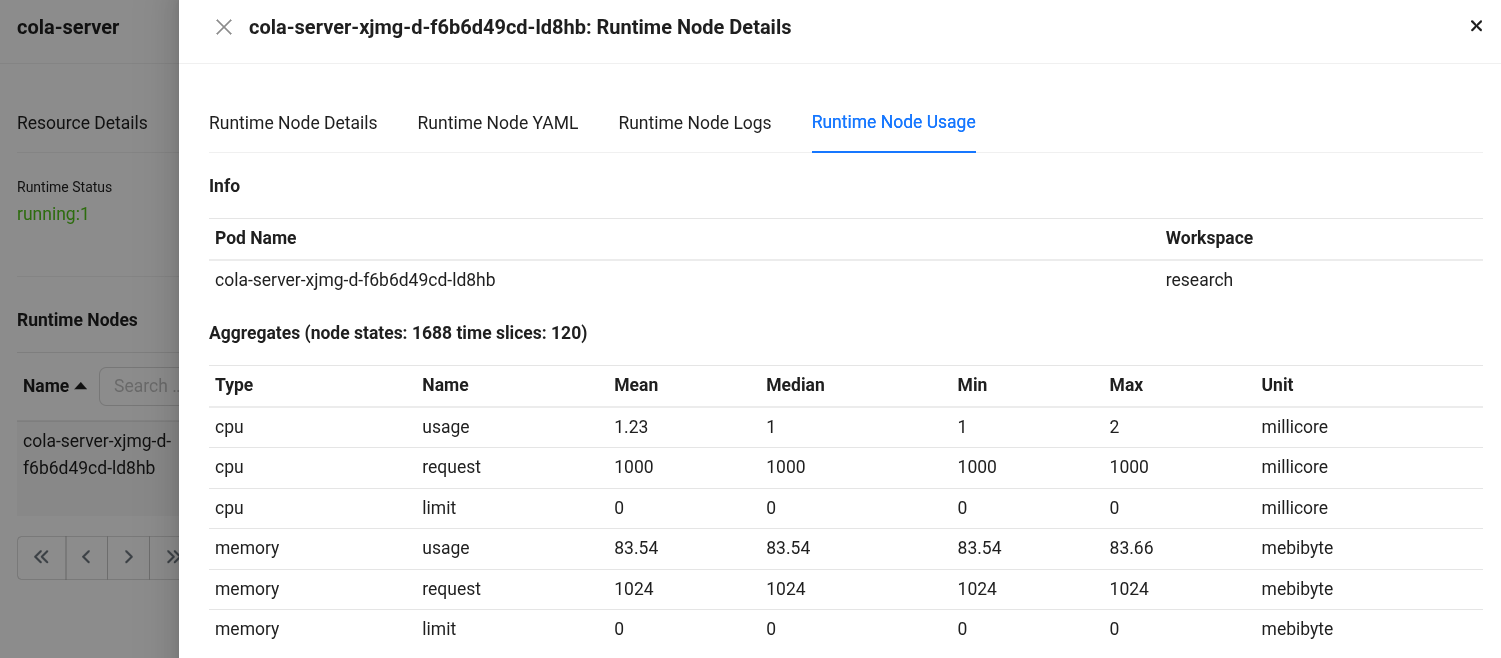 cola-server
cola-server-xjmg-d-f6b6d49cd-ld8hb: Runtime Node Details
Resource Details
Runtime Status
running:1
Runtime Nodes
Name Search ..
cola-server-xjmg-d-
f6b6d49cd-ld8hb
Runtime Node Details Runtime Node YAML Runtime Node Logs Runtime Node Usage
Info
Pod Name Workspace
cola-server-xjmg-d-f6b6d49cd-ld8hb research
Aggregates (node states: 1688 time slices: 120)
Type Name Mean Median Min Max Unit
cpu usage 1.23 1 1 2 millicore
cpu request 1000 1000 1000 1000 millicore
cpu limit 0 0 0 0 millicore
memory usage 83.54 83.54 83.54 83.66 mebibyte
memory request 1024 1024 1024 1024 mebibyte
memory limit 0 0 0 0 mebibyte